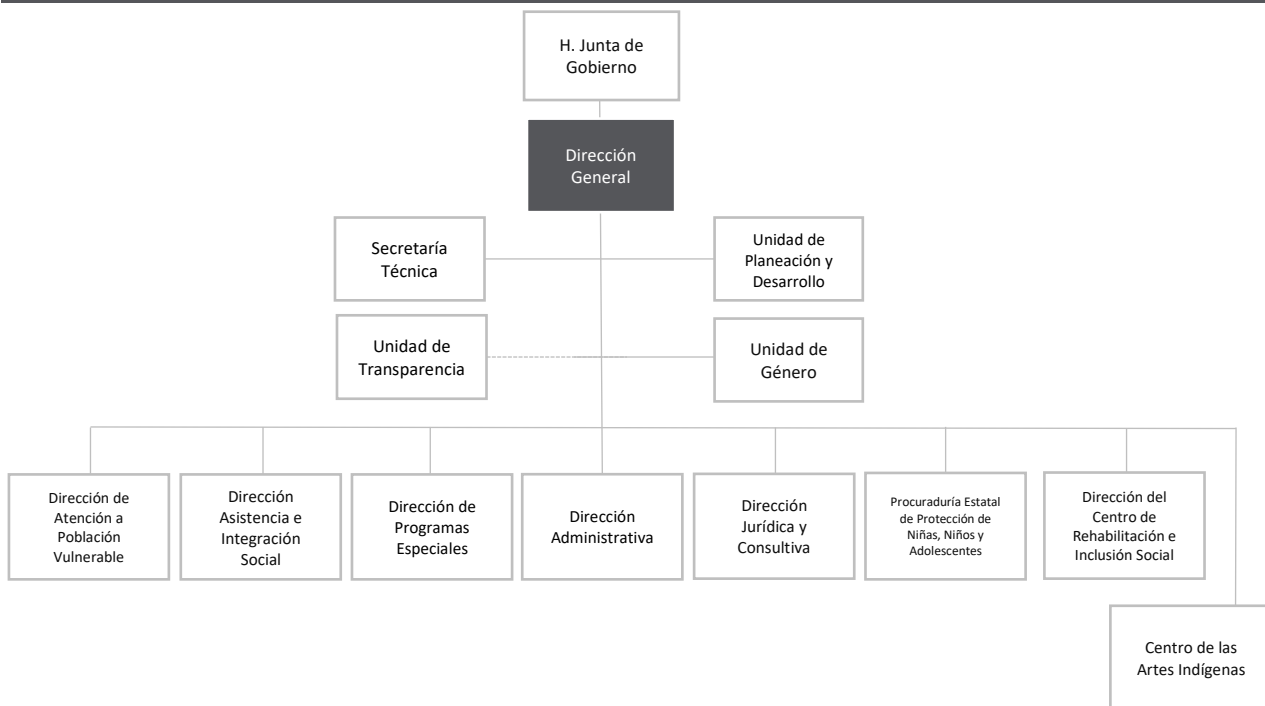 H. Junta de
Gobierno
Dirección
General
Secretaría
Técnica
Unidad de
Planeación y
Desarrollo
Unidad de
Transparencia
Unidad de
Género
Dirección de
Atención a
Población
Vulnerable
Dirección
Asistencia e
Integración
Social
Dirección de
Programas
Especiales
Dirección
Administrativa
Dirección
Jurídica y
Consultiva
Procuraduría Estatal
de Protección de
Niñas, Niños y
Adolescentes
Dirección del
Centro de
Rehabilitación e
Inclusión Social
Centro de las
Artes Indígenas